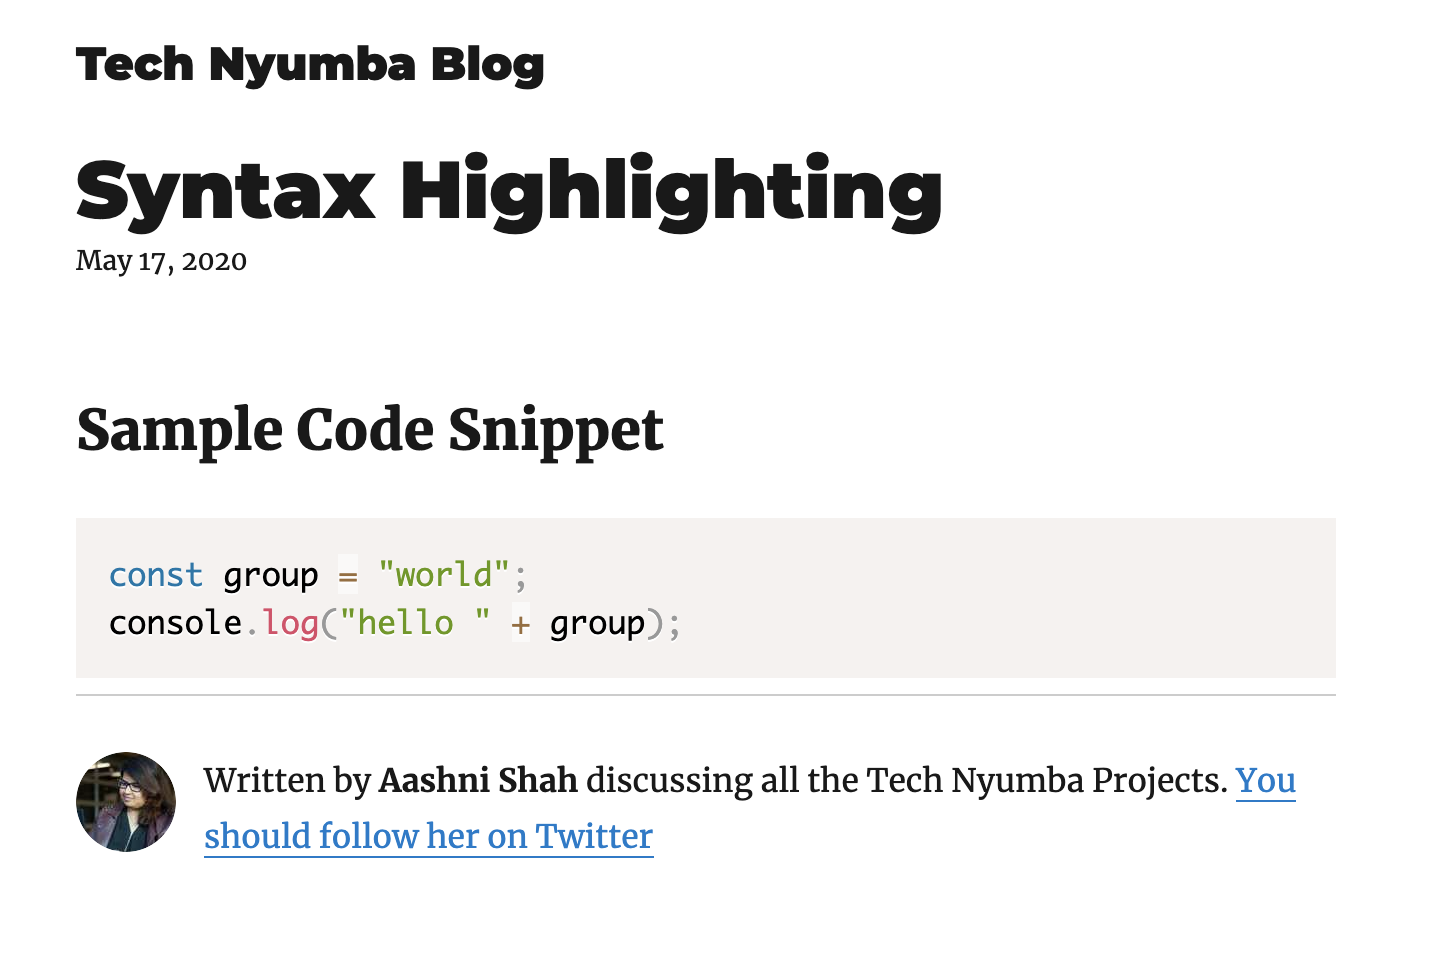 Tech Nyumba Blog
Syntax Highlighting
May 17, 2020
Sample Code Snippet
const group = "world";
console.log("hello " + group);
Written by Aashni Shah discussing all the Tech Nyumba Projects. You
should follow her on Twitter